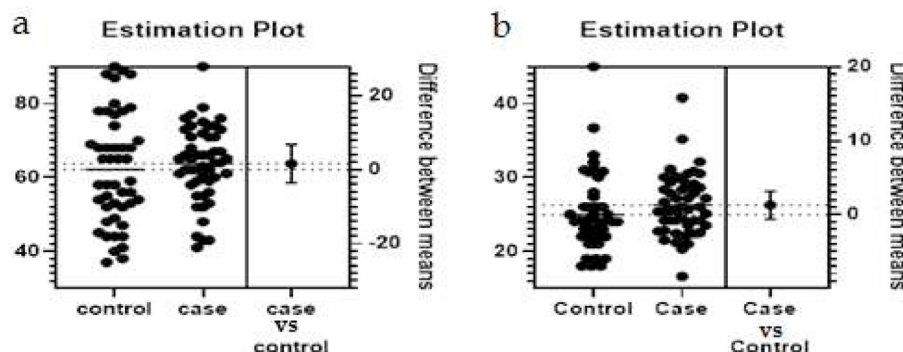 a
Estimation Plot
80
60
40
20
0
-20
Difference between means
control
case
case
vs
control
b
Estimation Plot
40
30
20
20
10
0
Difference between means
Control
Case
Case
vs
Control